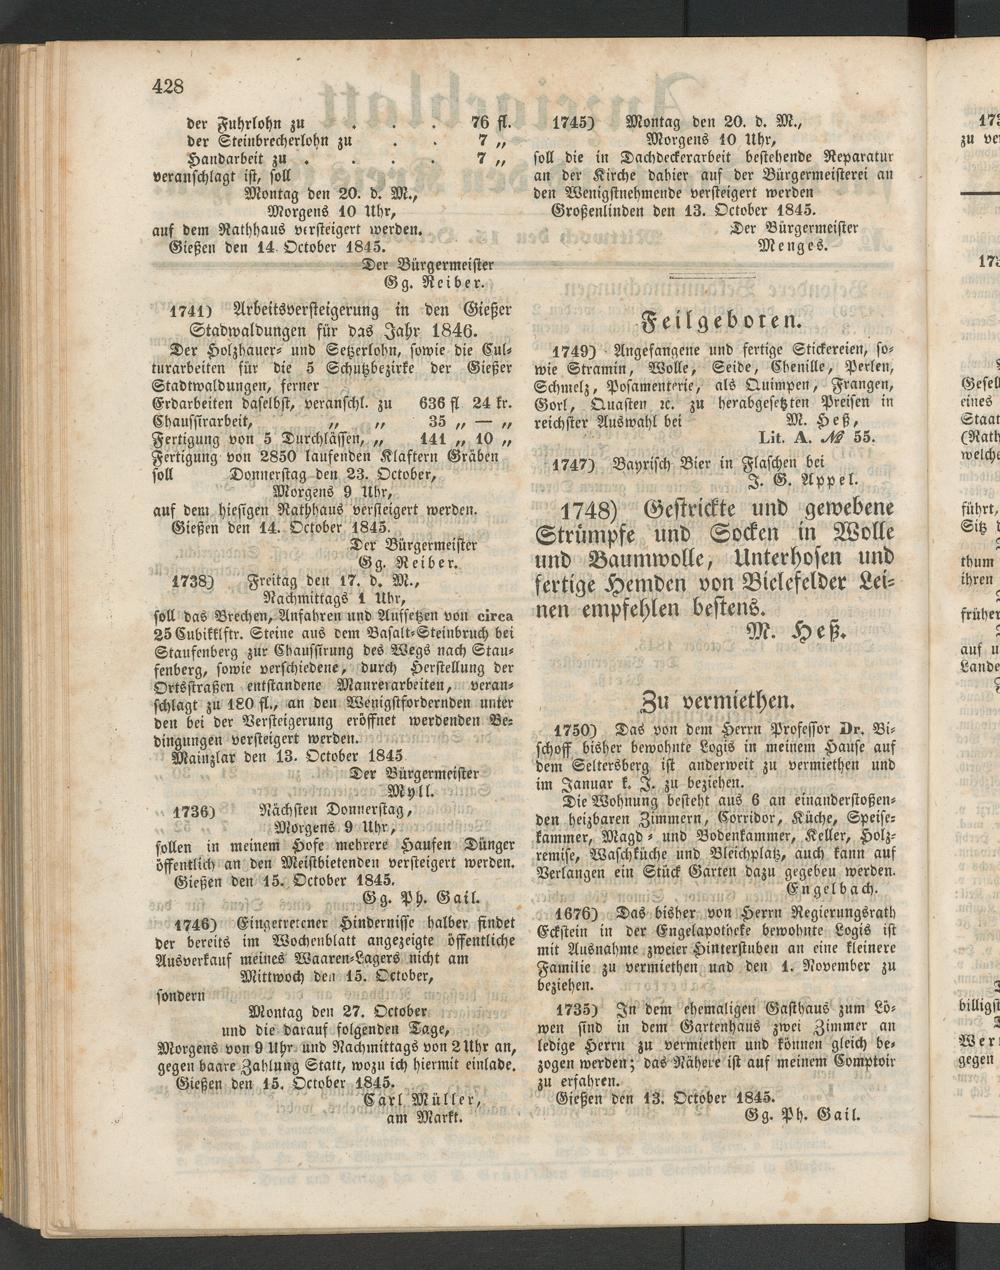 428
der Fuhrlohn zu . . . 76 fl.
der Steinbrecherlohn zu . . 7 „
Handarbeit zu . . . . 7 „
veranschlagt ist, soll
Montag den 20. d. M.,
Morgens 10 Uhr,
auf dem Rathhaus versteigert werden.
Gießen den 14. October 1845.
Der Bürgermeister
Gg. Reiber.
1741) Arbeitsversteigerung in den Gießer
Stadwaldungen für das Jahr 1846.
Der Holzhauer- und Setzerlohn, sowie die Cul-
turarbeiten für die 5 Schutzbezirke der Gießer
Stadtwaldungen, ferner
Erdarbeiten daselbst, veranschl. zu 636 fl 24 kr.
Chaussirarbeit, „ „ 35 „ — „
Fertigung von 5 Durchlässen, „ 141 „ 10 „
Fertigung von 2850 laufenden Klaftern Gräben
soll Donnerstag den 23. October,
Morgens 9 Uhr,
auf dem hiesigen Rathhaus versteigert werden.
Gießen den 14. October 1845.
Der Bürgermeister
Gg. Reiber.
1738) Freitag den 17. d. M.,
Nachmittags 1 Uhr,
soll das Brechen, Anfahren und Aufsetzen von circa
25 Cubikklftr. Steine aus dem Basalt-Steinbruch bei
Staufenberg zur Chaussirung des Wegs nach Stau-
fenberg, sowie verschiedene, durch Herstellung der
Ortsstraßen entstandene Maurerarbeiten, veran-
schlagt zu 180 fl., an den Wenigstfordernden unter
den bei der Versteigerung eröffnet werdenden Be-
dingungen versteigert werden.
Mainzlar den 13. October 1845
Der Bürgermeister
Myll.
1736) Nächsten Donnerstag,
Morgens 9 Uhr,
sollen in meinem Hofe mehrere Haufen Dünger
öffentlich an den Meistbietenden versteigert werden.
Gießen den 15. October 1845.
Gg. Ph. Gail.
1746) Eingetretener Hindernisse halber findet
der bereits im Wochenblatt angezeigte öffentliche
Ausverkauf meines Waaren-Lagers nicht am
Mittwoch den 15. October,
sondern
Montag den 27. October
und die darauf folgenden Tage,
Morgens von 9 Uhr und Nachmittags von 2 Uhr an,
gegen baare Zahlung Statt, wozu ich hiermit einlade.
Gießen den 15. October 1845.
Carl Müller,
am Markt.
1745) Montag den 20. d. M.,
Morgens 10 Uhr,
soll die in Dachdeckerarbeit bestehende Reparatur
an der Kirche dahier auf der Bürgermeisterei an
den Wenigstnehmende versteigert werden
Großenlinden den 13. October 1845.
Der Bürgermeister
Menges.
Feilgeboten.
1749) Angefangene und fertige Stickereien, so-
wie Stramin, Wolle, Seide, Chenille, Perlen,
Schmelz, Posamenterie, als Quimpen, Frangen,
Gorl, Quasten ꝛc. zu herabgesetzten Preisen in
reichster Auswahl bei M. Heß,
Lit. A. № 55.
1747) Bayrisch Bier in Flaschen bei
J. G. Appel.
1748) Gestrickte und gewebene
Strümpfe und Socken in Wolle
und Baumwolle, Unterhosen und
fertige Hemden von Bielefelder Lei-
nen empfehlen bestens.
M. Heß.
Zu vermiethen.
1750) Das von dem Herrn Professor Dr. Bi-
schoff bisher bewohnte Logis in meinem Hause auf
dem Seltersberg ist anderweit zu vermiethen und
im Januar k. J. zu beziehen.
Die Wohnung besteht aus 6 an einanderstoßen-
den heizbaren Zimmern, Corridor, Küche, Speise-
kammer, Magd- und Bodenkammer, Keller, Holz-
remise, Waschküche und Bleichplatz, auch kann auf
Verlangen ein Stück Garten dazu gegeben werden.
Engelbach.
1676) Das bisher von Herrn Regierungsrath
Eckstein in der Engelapotheke bewohnte Logis ist
mit Ausnahme zweier Hinterstuben an eine kleinere
Familie zu vermiethen und den 1. November zu
beziehen.
1735) In dem ehemaligen Gasthaus zum Lö-
wen sind in dem Gartenhaus zwei Zimmer an
ledige Herrn zu vermiethen und können gleich be-
zogen werden; das Nähere ist auf meinem Comptoir
zu erfahren.
Gießen den 13. October 1845.
Gg. Ph. Gail.